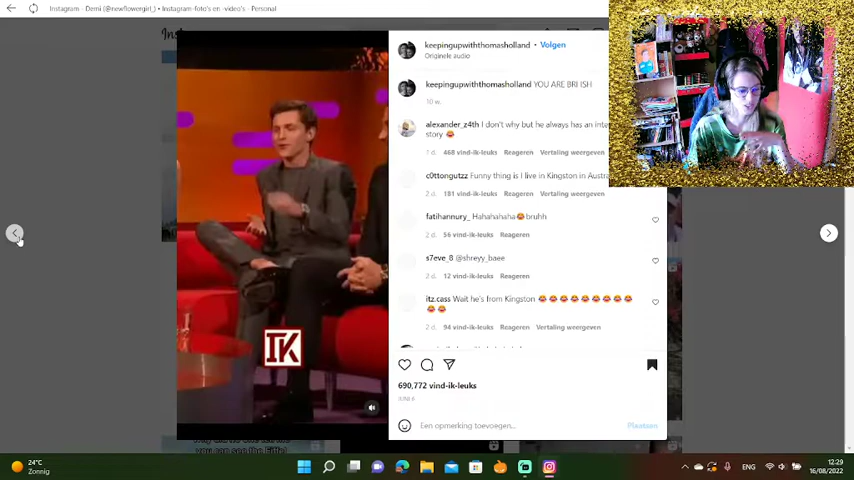 Instagram - Demi (@newflowergirl_) • Instagram-foto's en -video's - Personal
keepingupwiththomasholland • Volgen
Originele audio
keepingupwiththomasholland YOU ARE BRI ISH
10 w.
alexander_z4th I don't why but he always has an
story 😂
1 d. 468 vind-ik-leuks Reageren Vertaling weergeven
c0ttongutzz Funny thing is I live in Kingston in
2 d. 181 vind-ik-leuks Reageren Vertaling weergeven
fatihannury_ Hahahahaha😂bruhh
2 d. 56 vind-ik-leuks Reageren
s7eve_8 @shreyy_baee
2 d. 12 vind-ik-leuks Reageren
itz.cass Wait he's from Kingston 😂😂😂😂😂😂😂😂😂
😂😂
2 d. 94 vind-ik-leuks Reageren Vertaling weergeven
IK
690,772 vind-ik-leuks
Een opmerking toevoegen... Plaatsen
24°C
Zonnig
ENG
12:29
16/08/2022